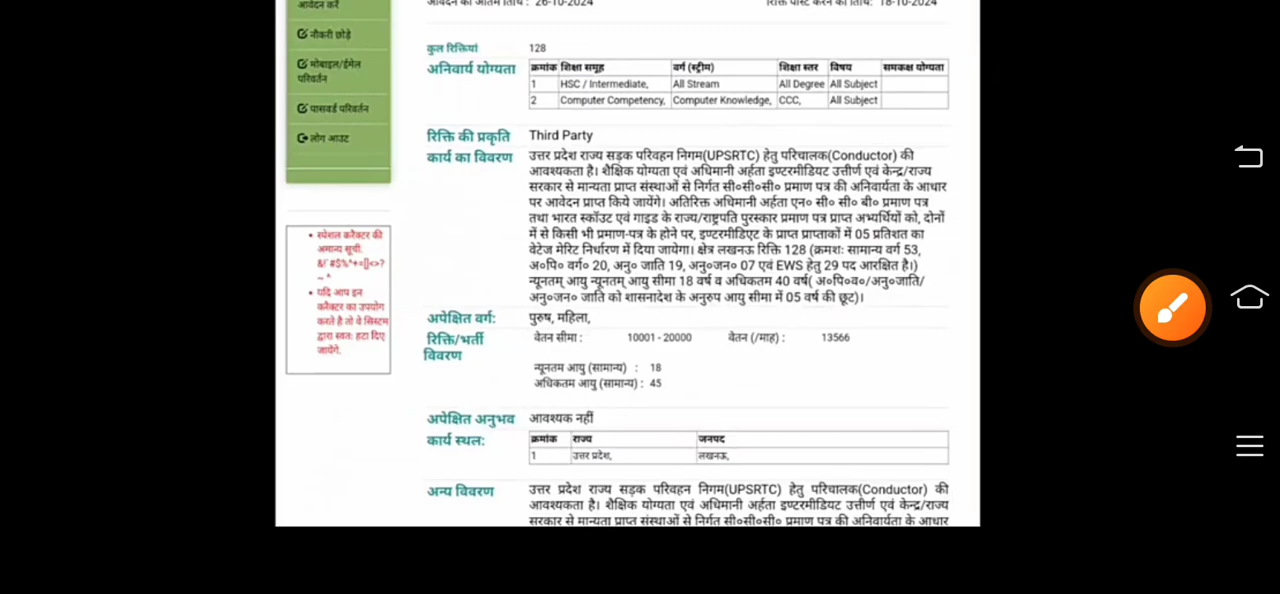 आवेदन करें
आवेदन की अंतिम तिथि : 26-10-2024 रिक्ति पोस्ट करने की तिथि: 18-10-2024
नौकरी छोड़े
मोबाइल/ईमेल
परिवर्तन
पासवर्ड परिवर्तन
लोग आउट
स्पेशल करैक्टर की
अमान्य सूची:
&!`#$%^+=[]<>?
~ *
यदि आप इन
करैक्टर का उपयोग
करते है तो वे सिस्टम
द्वारा स्वत: हटा दिए
जायेंगे.
कुल रिक्तियां 128
अनिवार्य योग्यता क्रमांक शिक्षा समूह वर्ग (स्ट्रीम) शिक्षा स्तर विषय समकक्ष योग्यता
1 HSC / Intermediate, All Stream All Degree All Subject
2 Computer Competency, Computer Knowledge, CCC, All Subject
रिक्ति की प्रकृति Third Party
कार्य का विवरण उत्तर प्रदेश राज्य सड़क परिवहन निगम(UPSRTC) हेतु परिचालक(Conductor) की
आवश्यकता है। शैक्षिक योग्यता एवं अधिमानी अर्हता इण्टरमीडियट उत्तीर्ण एवं केन्द्र/राज्य
सरकार से मान्यता प्राप्त संस्थाओं से निर्गत सी०सी०सी० प्रमाण पत्र की अनिवार्यता के आधार
पर आवेदन प्राप्त किये जायेंगे। अतिरिक्त अधिमानी अर्हता एन० सी० सी० बी० प्रमाण पत्र
तथा भारत स्कॉउट एवं गाइड के राज्य/राष्ट्रपति पुरस्कार प्रमाण पत्र प्राप्त अभ्यर्थियों को, दोनों
में से किसी भी प्रमाण-पत्र के होने पर, इण्टरमीडिएट के प्राप्त प्राप्ताकों में 05 प्रतिशत का
वेटेज मेरिट निर्धारण में दिया जायेगा। क्षेत्र लखनऊ रिक्ति 128 (क्रमशः सामान्य वर्ग 53,
अ०पि० वर्ग० 20, अनु० जाति 19, अनु०जन० 07 एवं EWS हेतु 29 पद आरक्षित है।)
न्यूनतम् आयु न्यूनतम् आयु सीमा 18 वर्ष व अधिकतम 40 वर्ष( अ०पि०व०/अनु०जाति/
अनु०जन० जाति को शासनादेश के अनुरुप आयु सीमा में 05 वर्ष की छूट)।
अपेक्षित वर्ग: पुरुष, महिला,
रिक्ति/भर्ती वेतन सीमा : 10001 - 20000 वेतन (/माह) : 13566
विवरण
न्यूनतम आयु (सामान्य) : 18
अधिकतम आयु (सामान्य) : 45
अपेक्षित अनुभव आवश्यक नहीं
कार्य स्थल: क्रमांक राज्य जनपद
1 उत्तर प्रदेश, लखनऊ,
अन्य विवरण उत्तर प्रदेश राज्य सड़क परिवहन निगम(UPSRTC) हेतु परिचालक(Conductor) की
आवश्यकता है। शैक्षिक योग्यता एवं अधिमानी अर्हता इण्टरमीडियट उत्तीर्ण एवं केन्द्र/राज्य
सरकार से मान्यता प्राप्त संस्थाओं से निर्गत सी०सी०सी० प्रमाण पत्र की अनिवार्यता के आधार